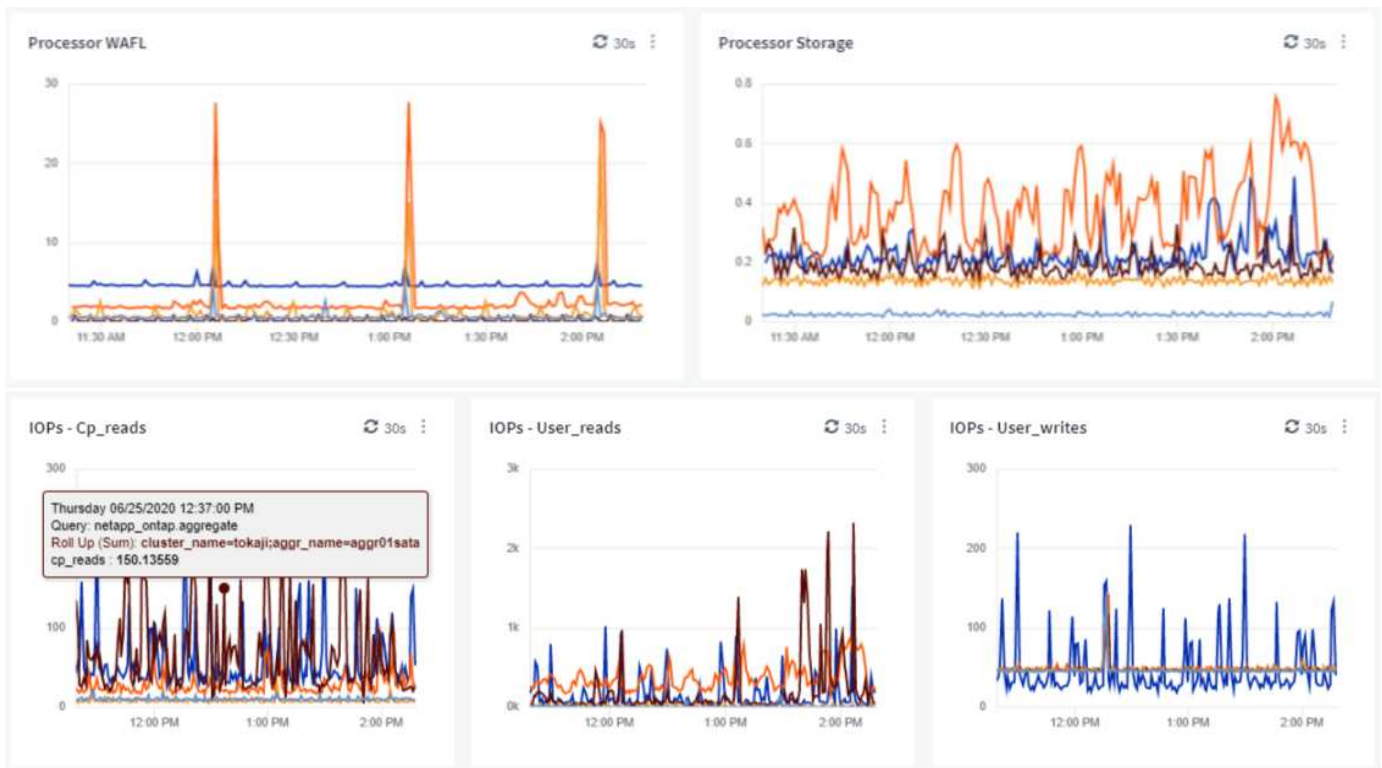 Processor WAFL
30s
30
20
10
0
11:30 AM 12:00 PM 12:30 PM 1:00 PM 1:30 PM 2:00 PM
Processor Storage
30s
0.8
0.6
0.4
0.2
0
11:30 AM 12:00 PM 12:30 PM 1:00 PM 1:30 PM 2:00 PM
IOPs - Cp_reads
30s
300
Thursday 06/25/2020 12:37:00 PM
Query: netapp_ontap.aggregate
Roll Up (Sum): cluster_name=tokaji;aggr_name=aggr01sata
cp_reads : 150.13559
100
0
12:00 PM 1:00 PM 2:00 PM
IOPs - User_reads
30s
3k
2k
1k
0k
12:00 PM 1:00 PM 2:00 PM
IOPs - User_writes
30s
300
200
100
0
12:00 PM 1:00 PM 2:00 PM